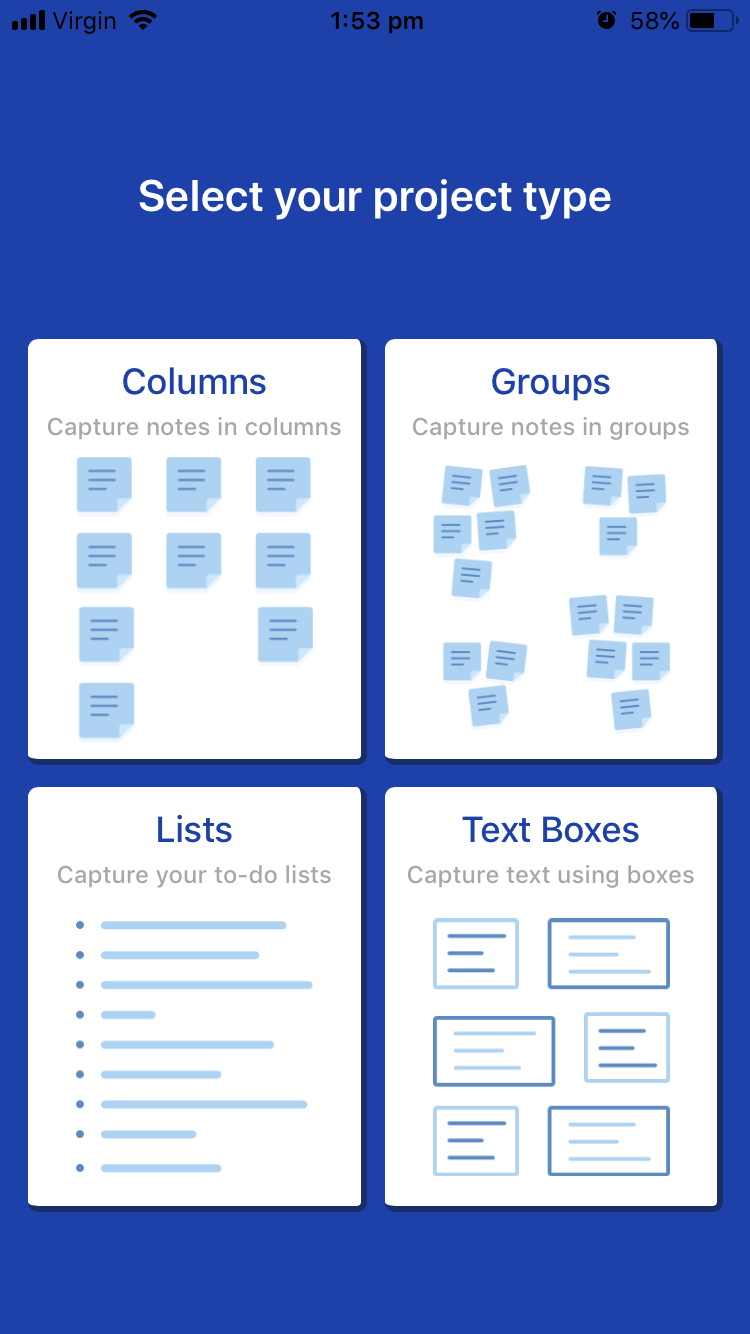 Virgin 1:53 pm 58%
Select your project type
Columns
Capture notes in columns
Groups
Capture notes in groups
Lists
Capture your to-do lists
Text Boxes
Capture text using boxes